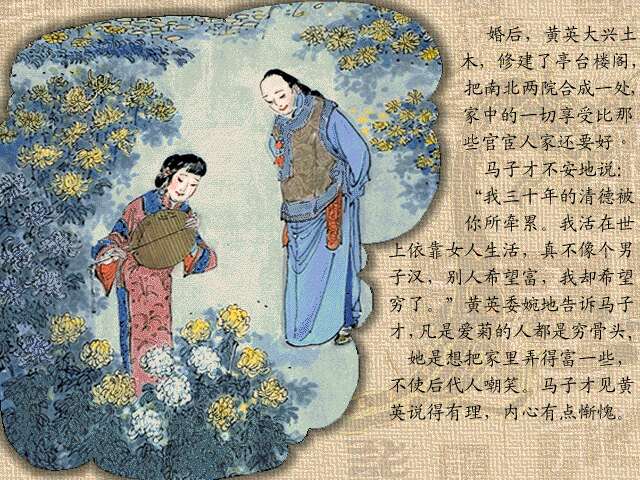 婚后，黄英大兴土
木，修建了亭台楼阁，
把南北两院合成一处，
家中的一切享受比那
些官宦人家还要好。
马子才不安地说：
“我三十年的清德被
你所牵累。我活在世
上依靠女人生活，真不像个男
子汉，别人希望富，我却希望
穷了。”黄英委婉地告诉马子
才，凡是爱菊的人都是穷骨头，
她是想把家里弄得富一些，
不使后代人嘲笑。马子才见黄
英说得有理，内心有点惭愧。